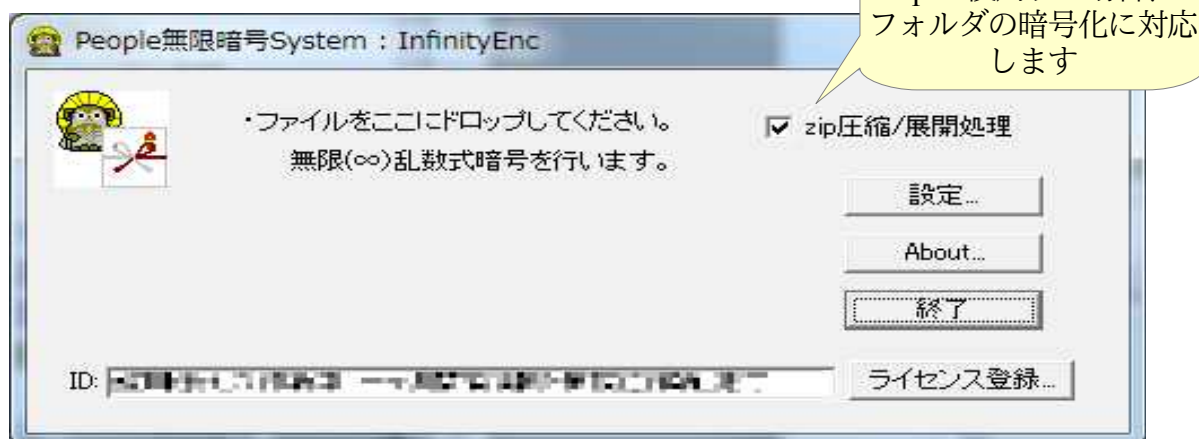 フォルダの暗号化に対応
します
People無限暗号System : InfinityEnc
・ファイルをここにドロップしてください。
無限(∞)乱数式暗号を行います。
zip圧縮/展開処理
設定...
About...
終了
ID:
ライセンス登録...